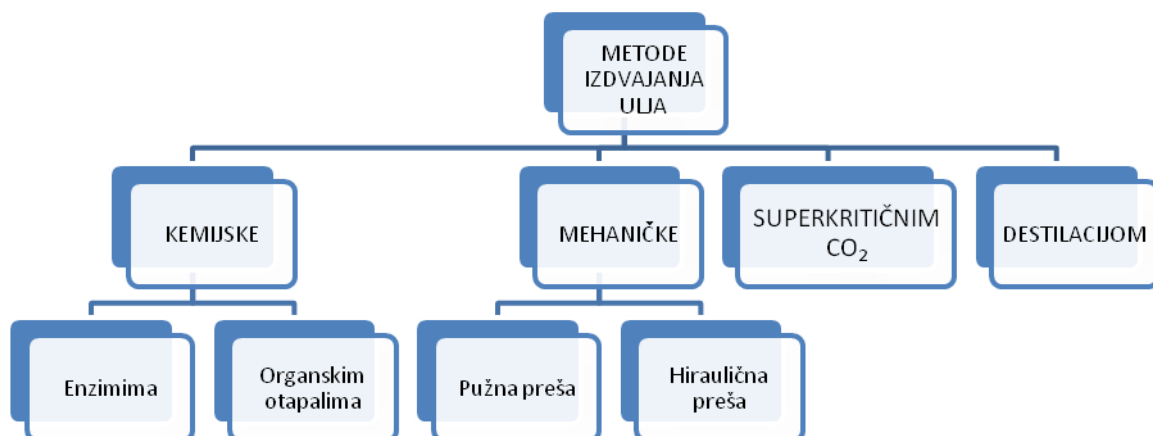 METODE
IZDVAJANJA
ULJA
KEMIJSKE
MEHANIČKE
SUPERKRITIČNIM
CO₂
DESTILACIJOM
Enzimima
Organskim
otapalima
Pužna preša
Hiraulična
preša